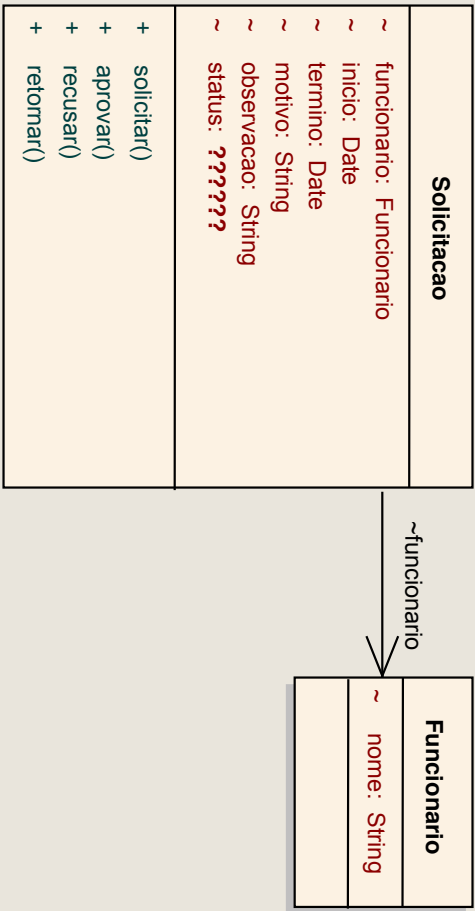 Solicitacao
~ funcionario: Funcionario
~ inicio: Date
~ termino: Date
~ motivo: String
~ observacao: String
~ status: ??????
+ solicitar()
+ aprovar()
+ recusar()
+ retornar()
~funcionario
Funcionario
~ nome: String